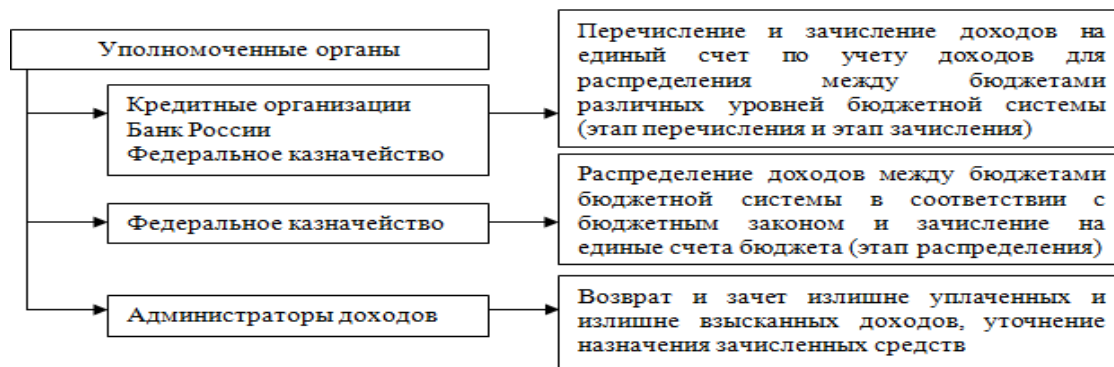 Уполномоченные органы
Кредитные организации
Банк России
Федеральное казначейство
Перечисление и зачисление доходов на
единый счет по учету доходов для
распределения между бюджетами
различных уровней бюджетной системы
(этап перечисления и этап зачисления)
Федеральное казначейство
Распределение доходов между бюджетами
бюджетной системы в соответствии с
бюджетным законом и зачисление на
единые счета бюджета (этап распределения)
Администраторы доходов
Возврат и зачет излишне уплаченных и
излишне взысканных доходов, уточнение
назначения зачисленных средств